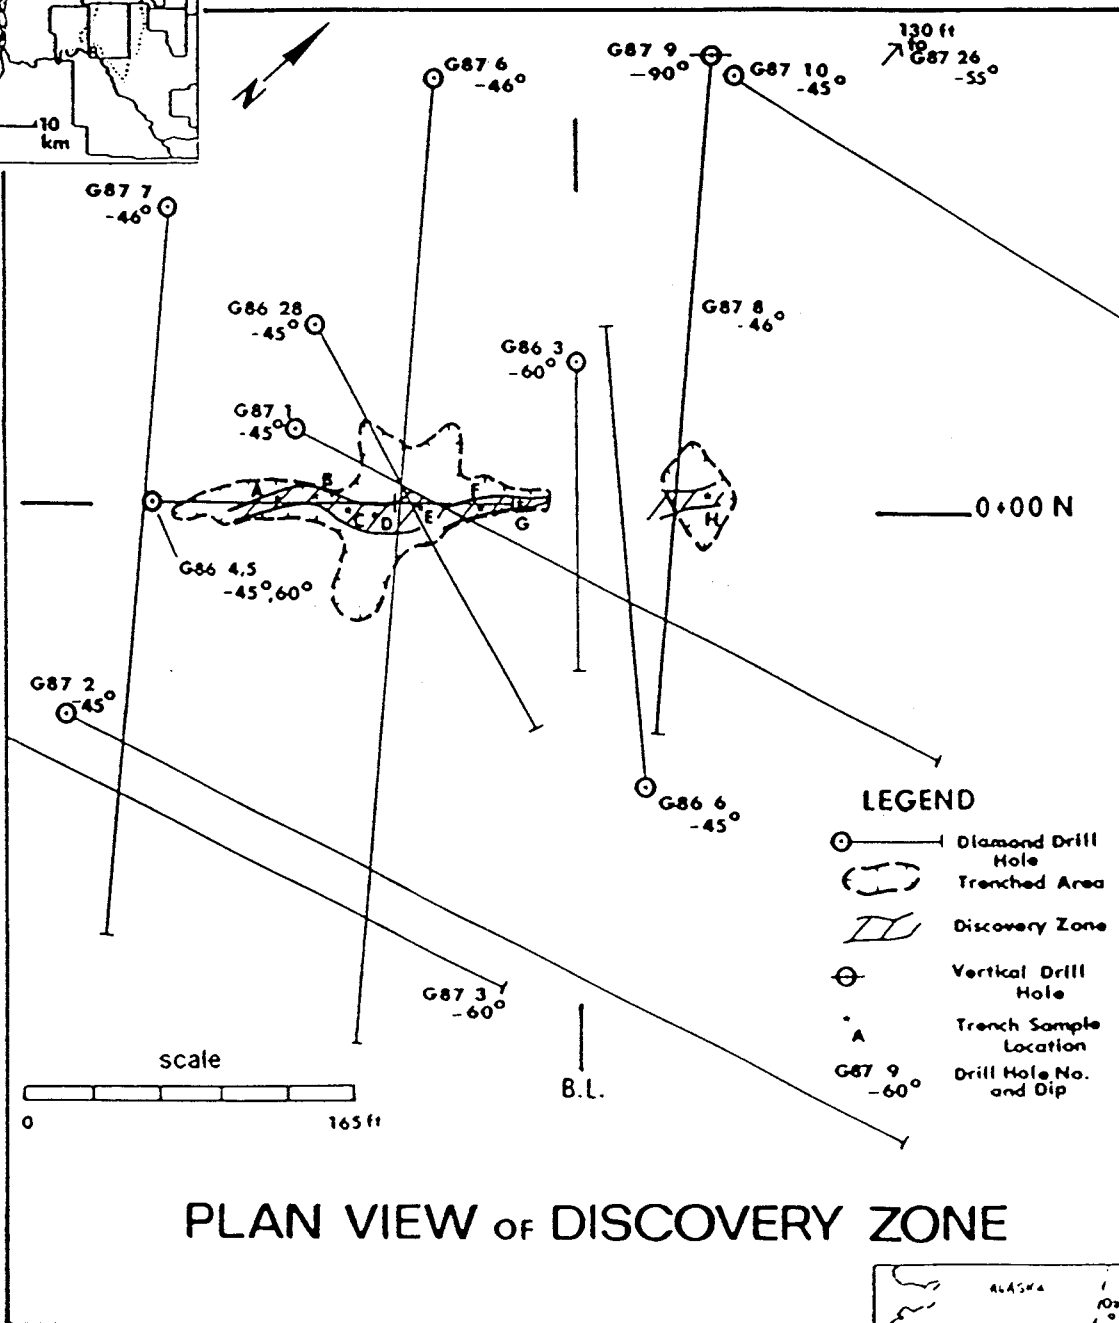 10
km
N
G87 6
-46°
G87 9
-90°
G87 10
-45°
130 ft
to
G87 26
-55°
G87 7
-46°
G86 28
-45°
G87 8
-46°
G86 3
-60°
G87 1
-45°
A
B
C
D
E
F
G
H
0+00 N
G86 4,5
-45°,60°
G87 2
-45°
G86 6
-45°
G87 3
-60°
B.L.
scale
0
165 ft
LEGEND
Diamond Drill
Hole
Trenched Area
Discovery Zone
Vertical Drill
Hole
A
Trench Sample
Location
G87 9
-60°
Drill Hole No.
and Dip
PLAN VIEW OF DISCOVERY ZONE
ALASKA